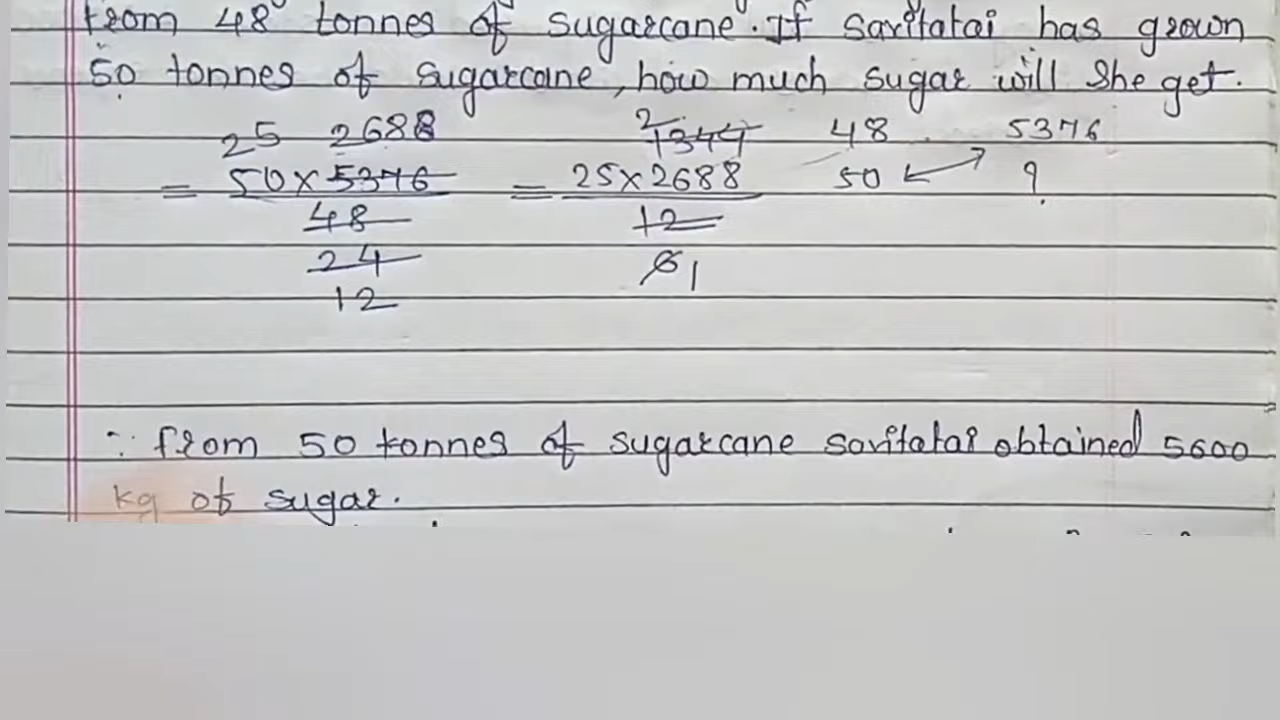 from 48 tonnes of sugarcane. If savitatai has grown
50 tonnes of sugarcane, how much sugar will she get.
25 2688 2 1344 48 5376
= 50 x 5376 = 25 x 2688 50 ?
48 12
24 6 1
12
∵ from 50 tonnes of sugarcane savitatai obtained 5600
kg of sugar.